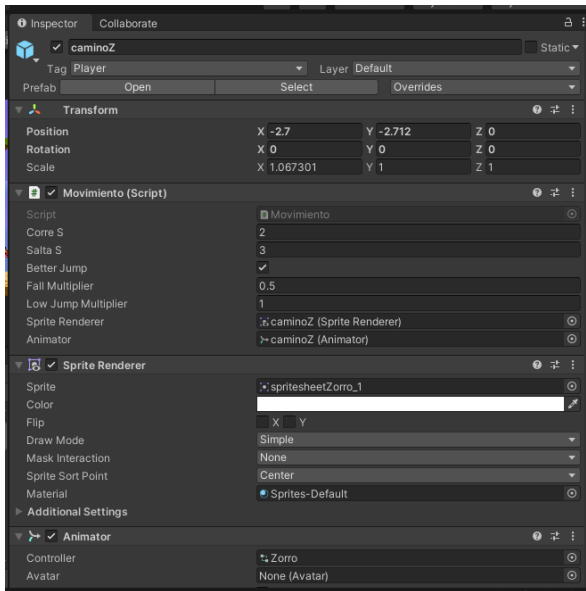 Inspector Collaborate
caminoZ Static
Tag Player Layer Default
Prefab Open Select Overrides
Transform
Position X -2.7 Y -2.712 Z 0
Rotation X 0 Y 0 Z 0
Scale X 1.067301 Y 1 Z 1
# Movimiento (Script)
Script # Movimiento
Corre S 2
Salta S 3
Better Jump
Fall Multiplier 0.5
Low Jump Multiplier 1
Sprite Renderer caminoZ (Sprite Renderer)
Animator caminoZ (Animator)
Sprite Renderer
Sprite spritesheetZorro_1
Color
Flip X Y
Draw Mode Simple
Mask Interaction None
Sprite Sort Point Center
Material Sprites-Default
Additional Settings
Animator
Controller Zorro
Avatar None (Avatar)